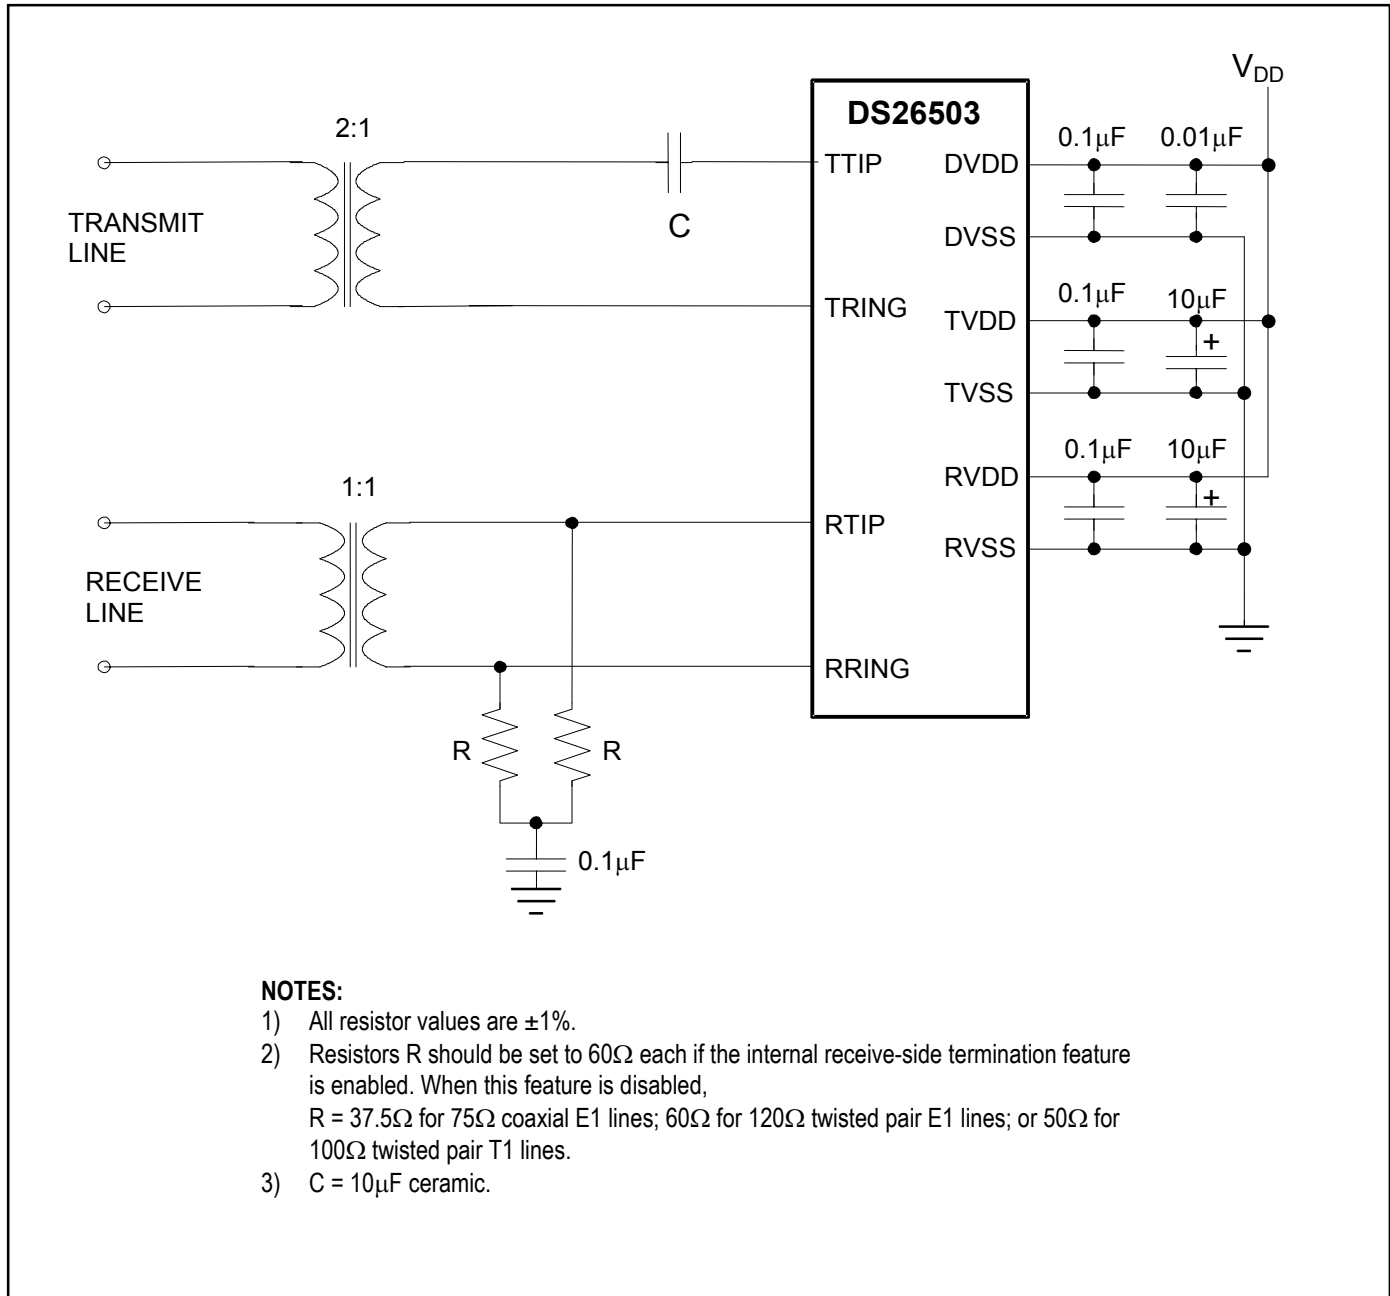 V_DD
DS26503
2:1
0.1µF 0.01µF
TTIP DVDD
TRANSMIT
LINE
C
DVSS
0.1µF 10µF
TRING TVDD
+
TVSS
0.1µF 10µF
1:1
RVDD
+
RTIP
RVSS
RECEIVE
LINE
RRING
R R
0.1µF
NOTES:
1) All resistor values are ±1%.
2) Resistors R should be set to 60Ω each if the internal receive-side termination feature
is enabled. When this feature is disabled,
R = 37.5Ω for 75Ω coaxial E1 lines; 60Ω for 120Ω twisted pair E1 lines; or 50Ω for
100Ω twisted pair T1 lines.
3) C = 10µF ceramic.